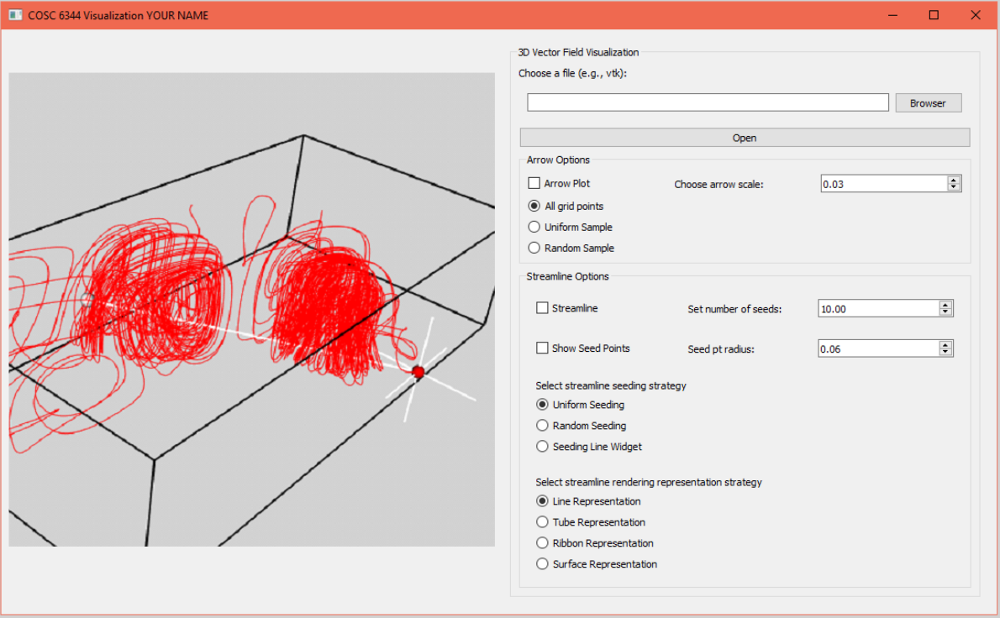 COSC 6344 Visualization YOUR NAME
3D Vector Field Visualization
Choose a file (e.g., vtk):
Browser
Open
Arrow Options
Arrow Plot
Choose arrow scale:
0.03
All grid points
Uniform Sample
Random Sample
Streamline Options
Streamline
Set number of seeds:
10.00
Show Seed Points
Seed pt radius:
0.06
Select streamline seeding strategy
Uniform Seeding
Random Seeding
Seeding Line Widget
Select streamline rendering representation strategy
Line Representation
Tube Representation
Ribbon Representation
Surface Representation